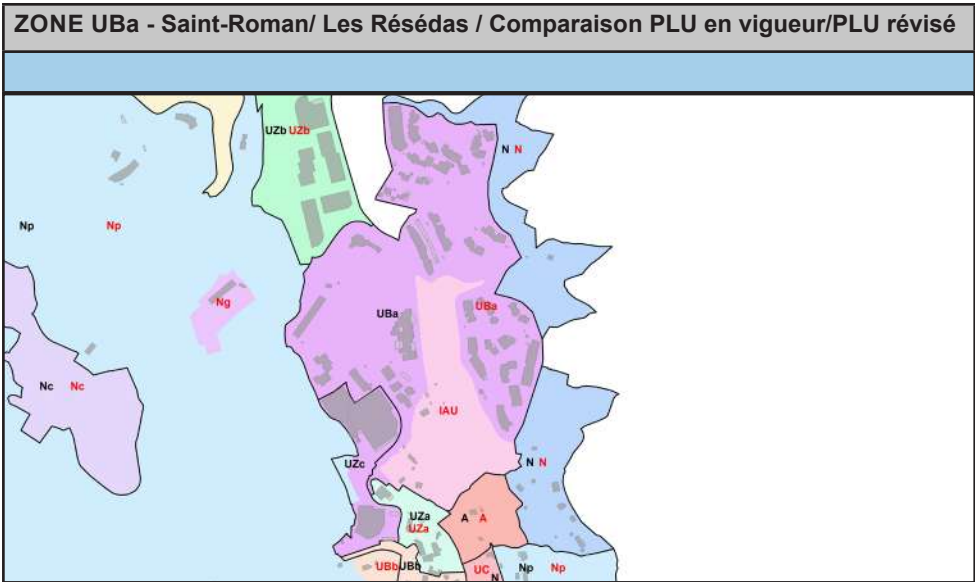 ZONE UBa - Saint-Roman/ Les Résédas / Comparaison PLU en vigueur/PLU révisé
UZb UZb
N N
Np Np
Ng
UBa
UBa
Nc Nc
IAU
UZc
N N
UZa
UZa
A A
UBb UBb
UC
N
Np Np